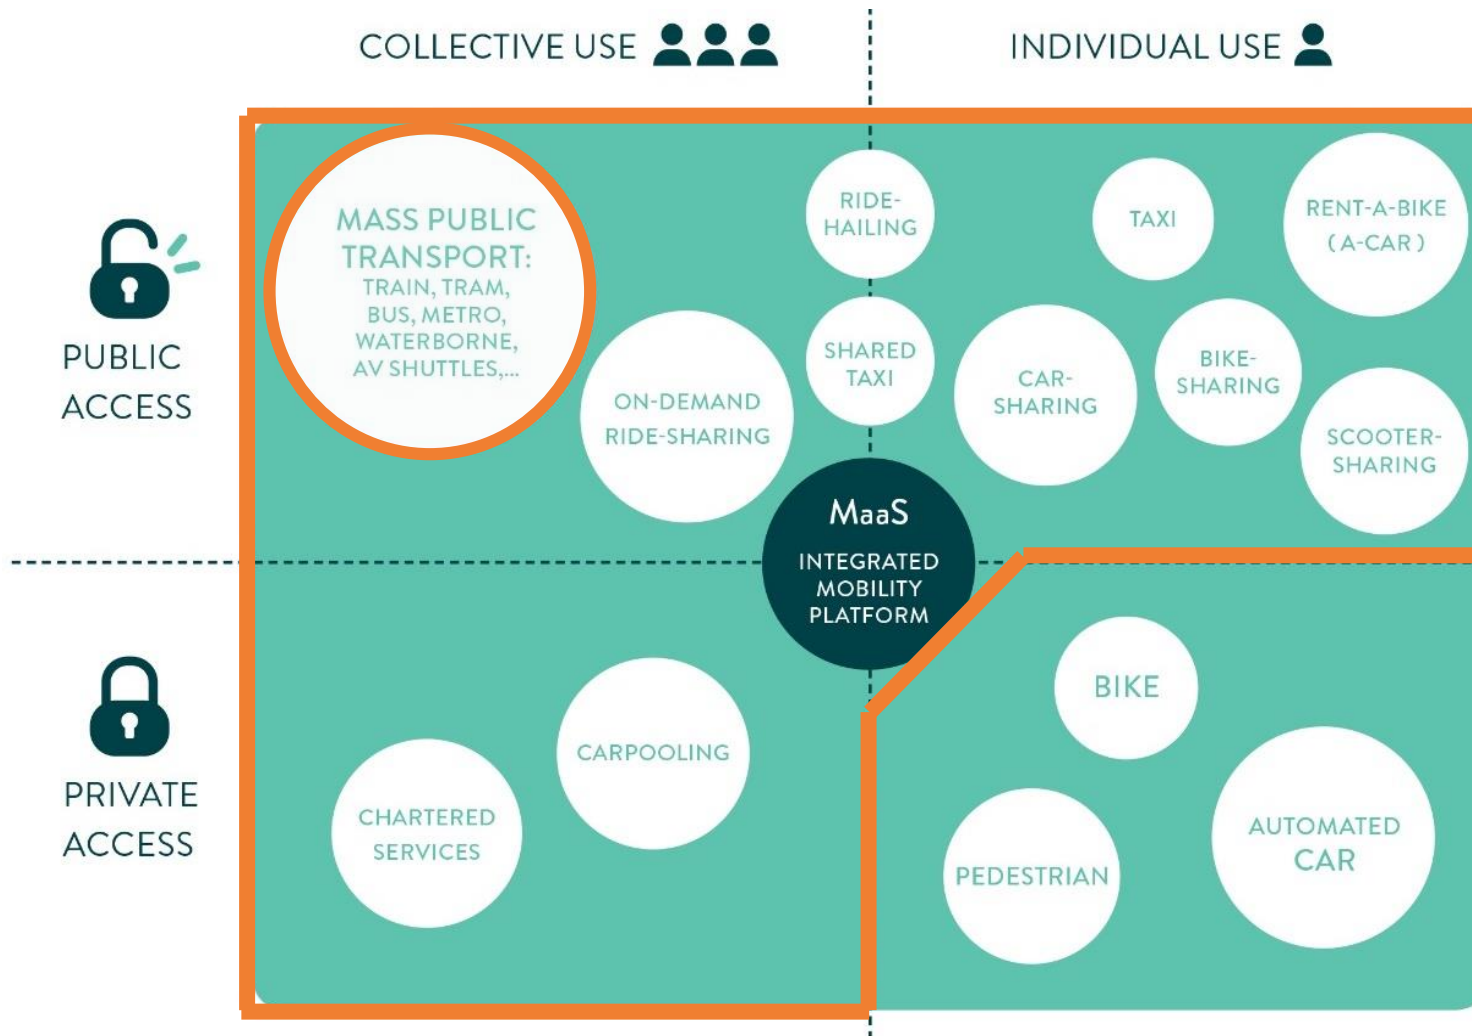 COLLECTIVE USE
INDIVIDUAL USE
PUBLIC
ACCESS
MASS PUBLIC
TRANSPORT:
TRAIN, TRAM,
BUS, METRO,
WATERBORNE,
AV SHUTTLES,...
ON-DEMAND
RIDE-SHARING
RIDE-
HAILING
SHARED
TAXI
TAXI
RENT-A-BIKE
( A-CAR )
CAR-
SHARING
BIKE-
SHARING
SCOOTER-
SHARING
MaaS
INTEGRATED
MOBILITY
PLATFORM
PRIVATE
ACCESS
CHARTERED
SERVICES
CARPOOLING
BIKE
PEDESTRIAN
AUTOMATED
CAR